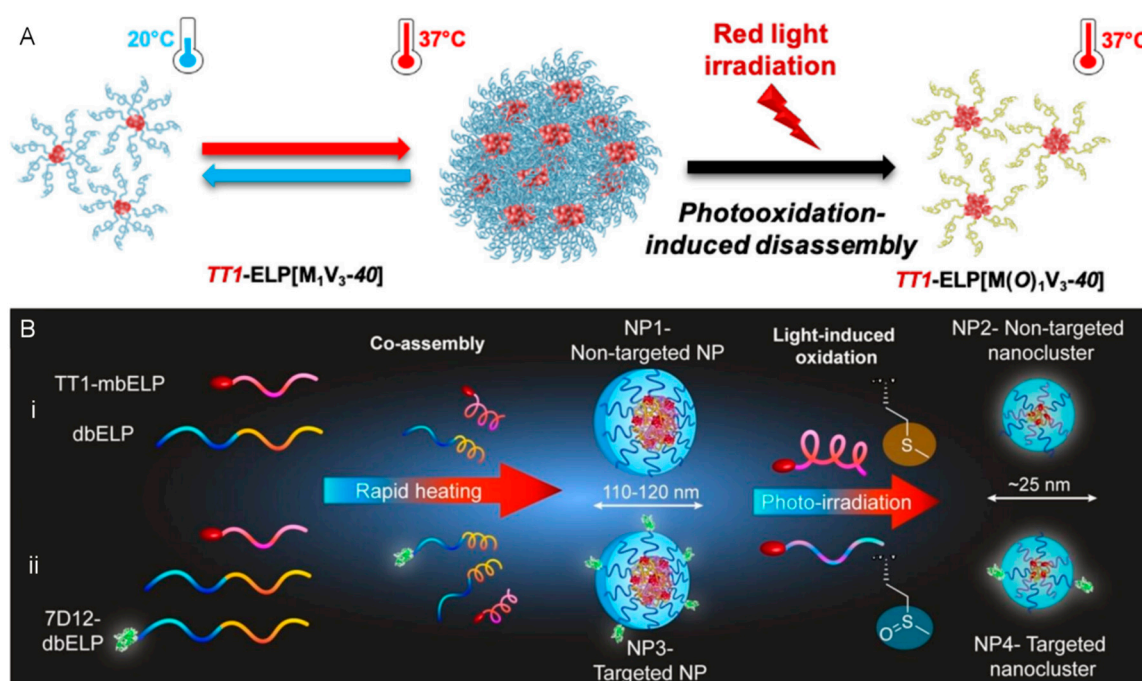 A
20°C
37°C
Red light
irradiation
37°C
Photooxidation-
induced disassembly
TT1-ELP[M₁V₃-40]
TT1-ELP[M(O)₁V₃-40]
B
Co-assembly
NP1-
Non-targeted NP
Light-induced
oxidation
NP2- Non-targeted
nanocluster
TT1-mbELP
i
dbELP
S
Rapid heating
110-120 nm
Photo-irradiation
~25 nm
ii
7D12-
dbELP
O
S
NP3-
Targeted NP
NP4- Targeted
nanocluster